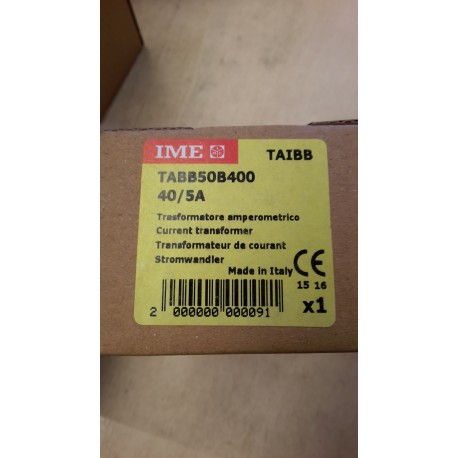 IME TAIBB
TABB50B400
40/5A
Trasformatore amperometrico
Current transformer
Transformateur de courant
Stromwandler
Made in Italy CE
15 16
2 000000 000091 x1